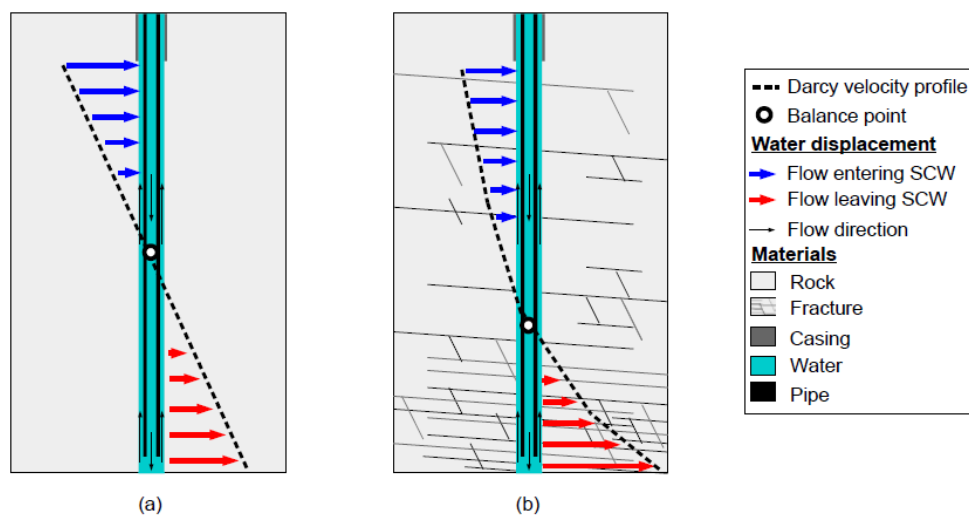 Darcy velocity profile
Balance point
Water displacement
Flow entering SCW
Flow leaving SCW
Flow direction
Materials
Rock
Fracture
Casing
Water
Pipe
(a)
(b)